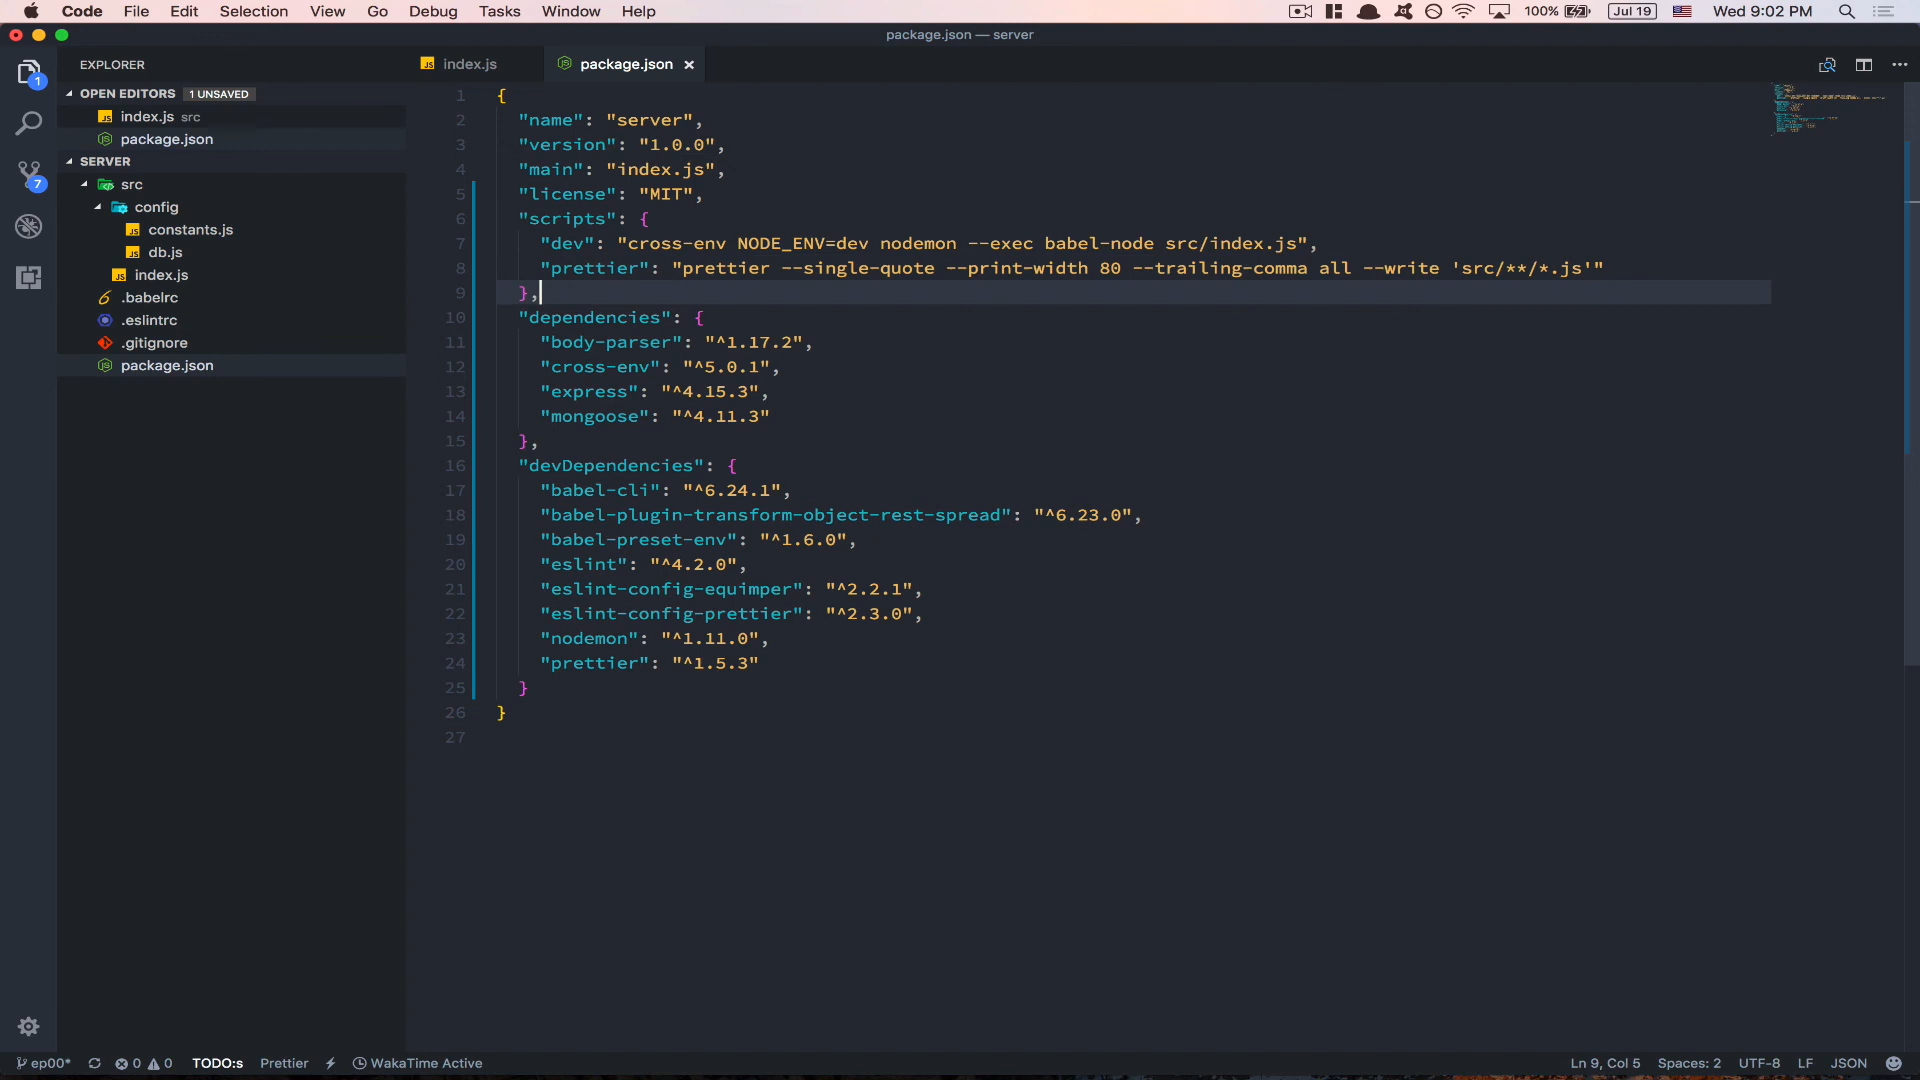 Code File Edit Selection View Go Debug Tasks Window Help 100% Jul 19 Wed 9:02 PM
package.json — server
EXPLORER
index.js package.json
OPEN EDITORS 1 UNSAVED
index.js src
package.json
SERVER
src
config
constants.js
db.js
index.js
.babelrc
.eslintrc
.gitignore
package.json
1
7
1 {
2 "name": "server",
3 "version": "1.0.0",
4 "main": "index.js",
5 "license": "MIT",
6 "scripts": {
7 "dev": "cross-env NODE_ENV=dev nodemon --exec babel-node src/index.js",
8 "prettier": "prettier --single-quote --print-width 80 --trailing-comma all --write 'src/**/*.js'"
9 },
10 "dependencies": {
11 "body-parser": "^1.17.2",
12 "cross-env": "^5.0.1",
13 "express": "^4.15.3",
14 "mongoose": "^4.11.3"
15 },
16 "devDependencies": {
17 "babel-cli": "^6.24.1",
18 "babel-plugin-transform-object-rest-spread": "^6.23.0",
19 "babel-preset-env": "^1.6.0",
20 "eslint": "^4.2.0",
21 "eslint-config-equimper": "^2.2.1",
22 "eslint-config-prettier": "^2.3.0",
23 "nodemon": "^1.11.0",
24 "prettier": "^1.5.3"
25 }
26 }
27
ep00* 0 0 TODO:s Prettier WakaTime Active Ln 9, Col 5 Spaces: 2 UTF-8 LF JSON